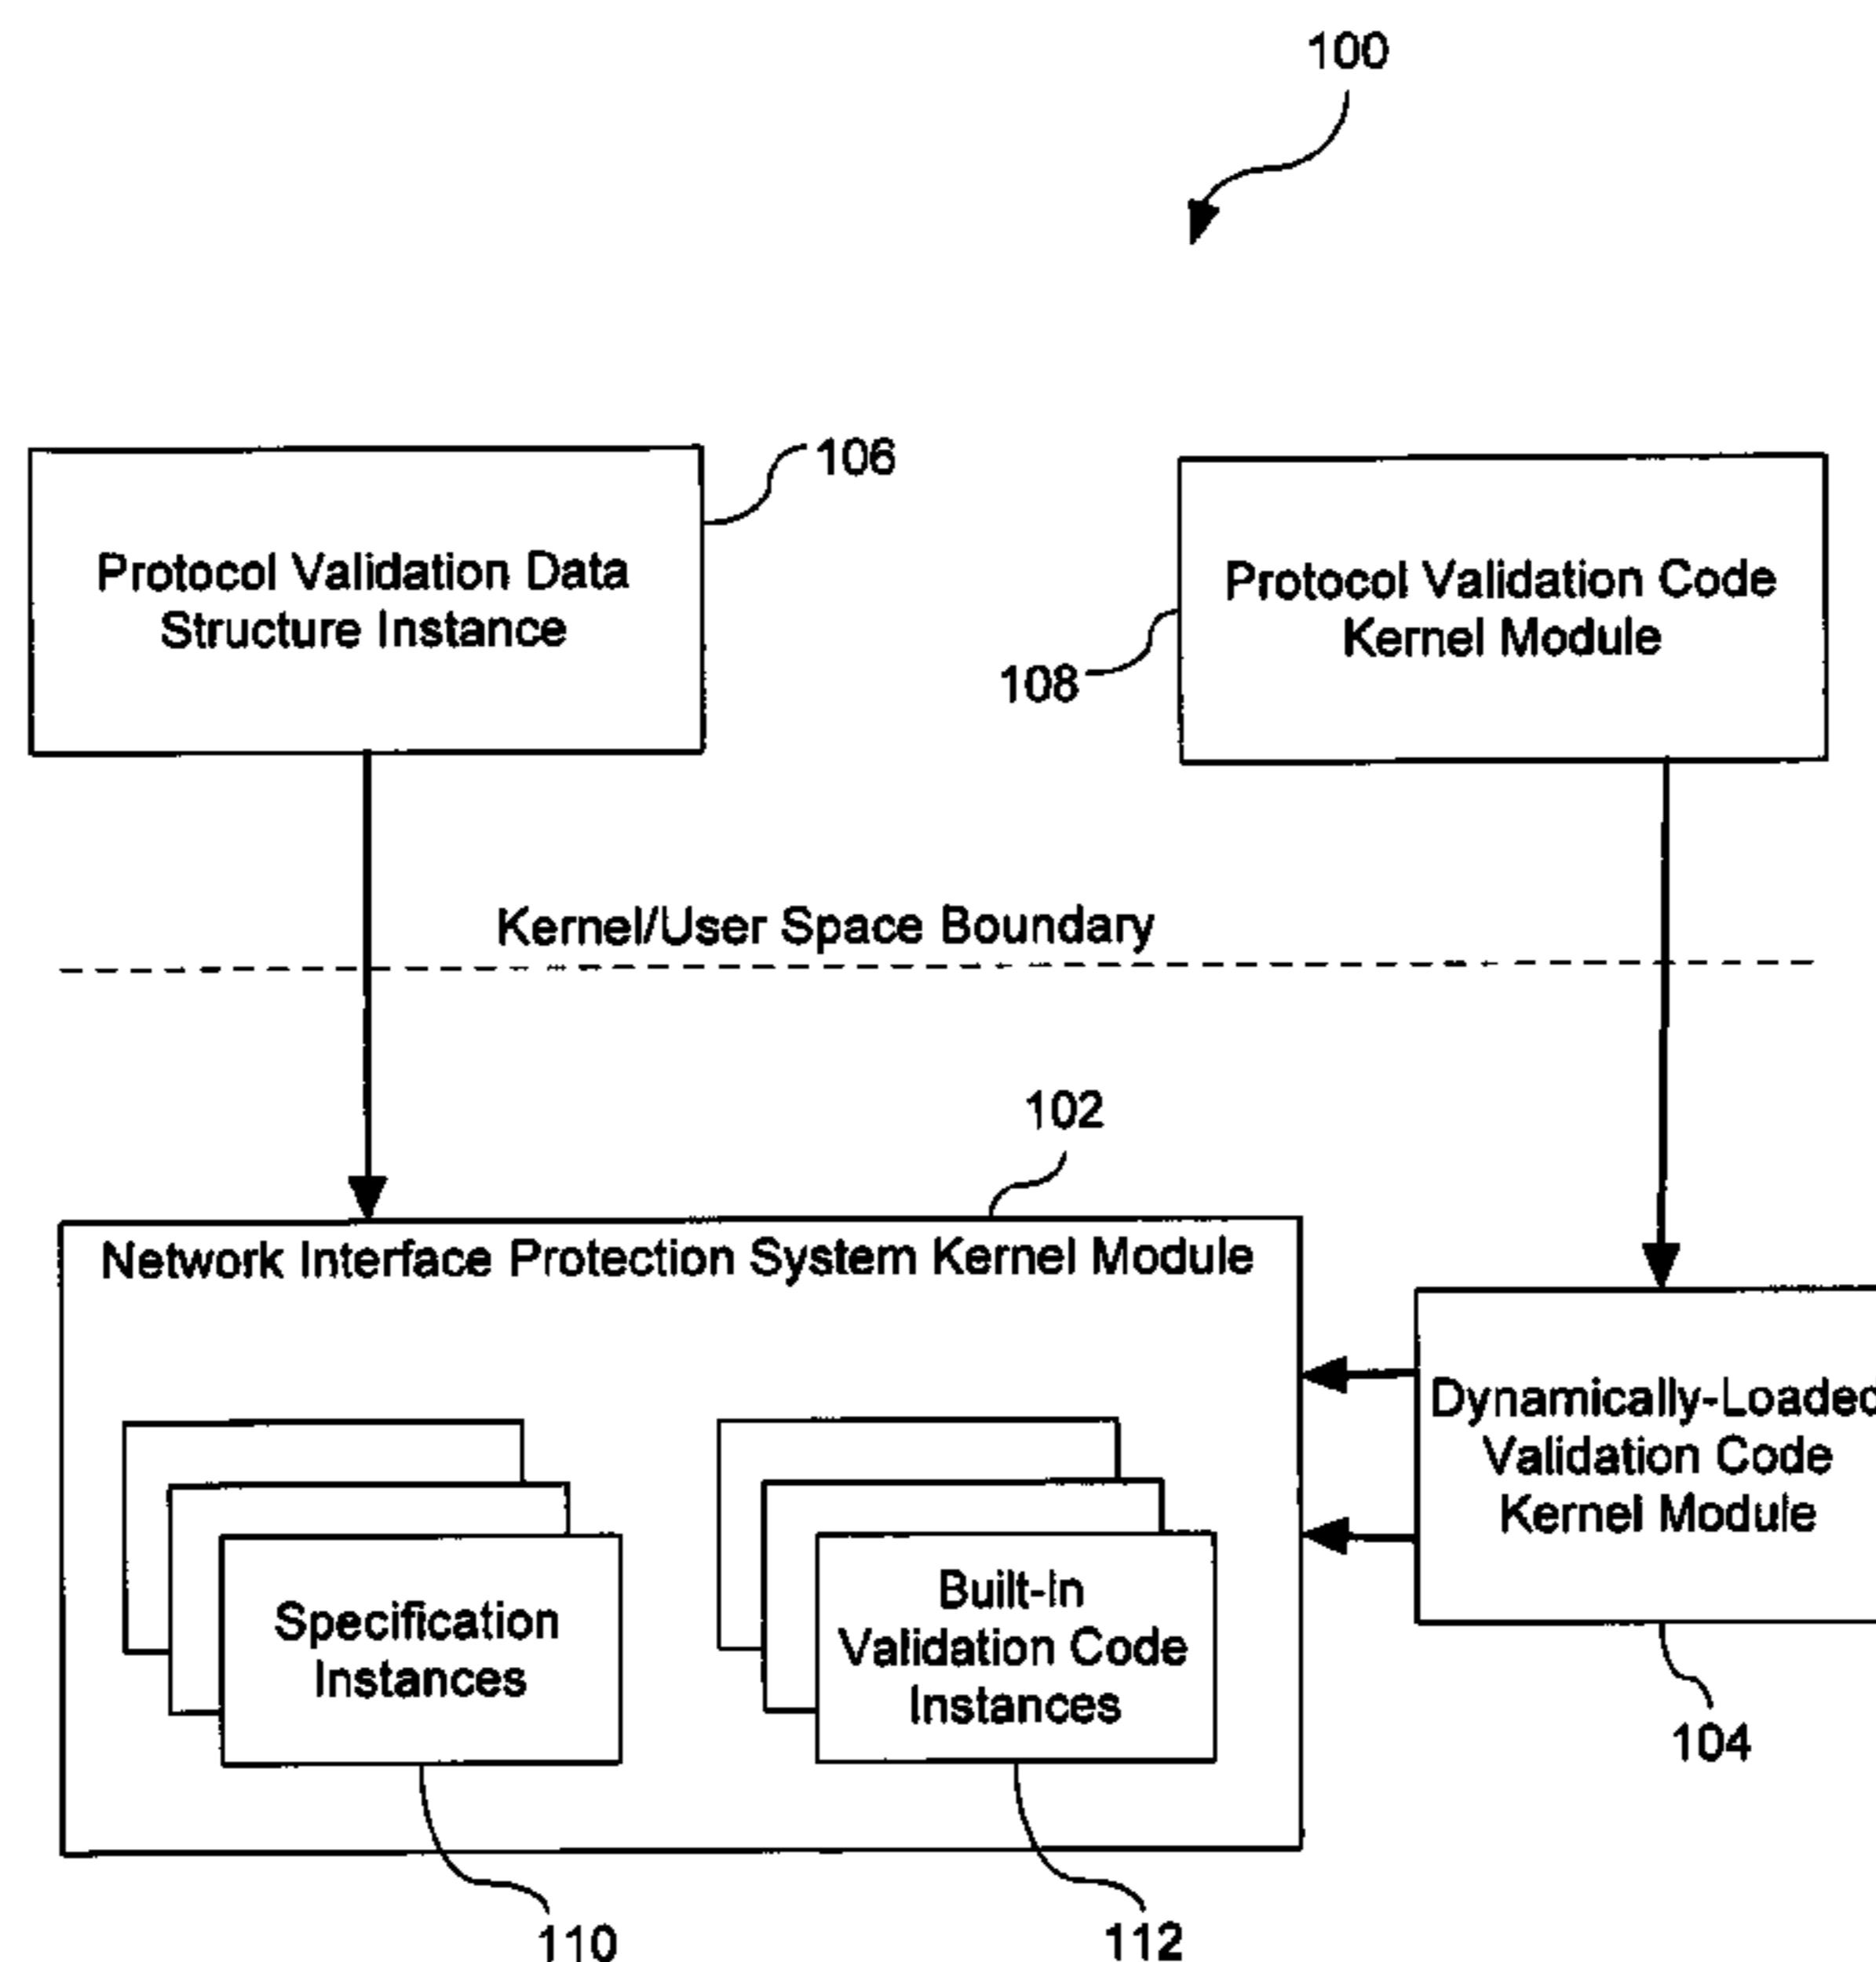 100
106
Protocol Validation Data
Structure Instance
Protocol Validation Code
Kernel Module
108
Kernel/User Space Boundary
102
Network Interface Protection System Kernel Module
Dynamically-Loaded
Validation Code
Kernel Module
Specification
Instances
Built-In
Validation Code
Instances
104
110
112